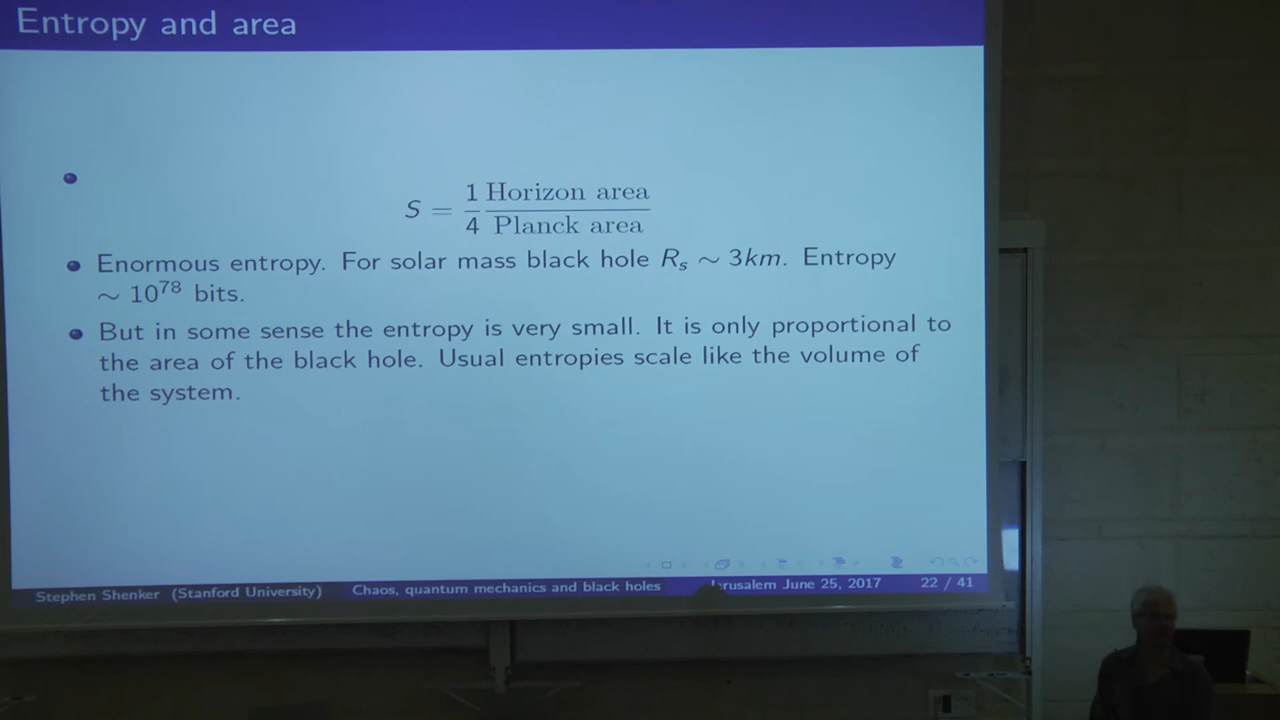 Entropy and area
S = 1/4 Horizon area / Planck area
Enormous entropy. For solar mass black hole Rₛ ∼ 3km. Entropy
∼ 10⁷⁸ bits.
But in some sense the entropy is very small. It is only proportional to
the area of the black hole. Usual entropies scale like the volume of
the system.
Stephen Shenker (Stanford University) Chaos, quantum mechanics and black holes Jerusalem June 25, 2017 22 / 41